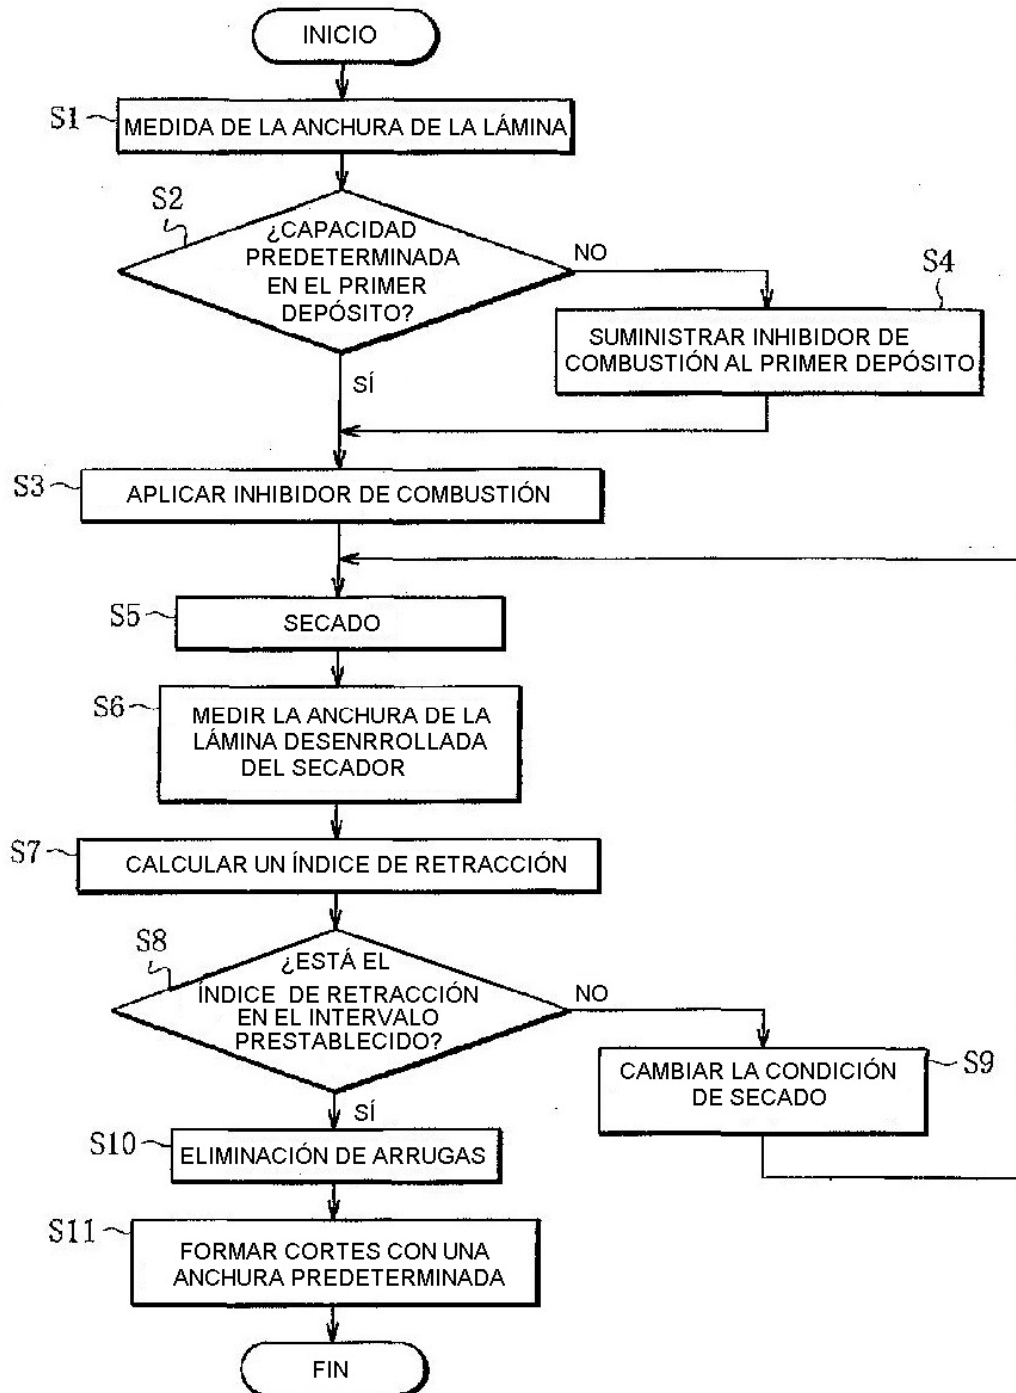 INICIO
S1
MEDIDA DE LA ANCHURA DE LA LÁMINA
S2
¿CAPACIDAD
PREDETERMINADA
EN EL PRIMER
DEPÓSITO?
NO
S4
SUMINISTRAR INHIBIDOR DE
COMBUSTIÓN AL PRIMER DEPÓSITO
SÍ
S3
APLICAR INHIBIDOR DE COMBUSTIÓN
S5
SECADO
S6
MEDIR LA ANCHURA DE LA
LÁMINA DESENRROLLADA
DEL SECADOR
S7
CALCULAR UN ÍNDICE DE RETRACCIÓN
S8
¿ESTÁ EL
ÍNDICE DE RETRACCIÓN
EN EL INTERVALO
PRESTABLECIDO?
NO
S9
CAMBIAR LA CONDICIÓN
DE SECADO
SÍ
S10
ELIMINACIÓN DE ARRUGAS
S11
FORMAR CORTES CON UNA
ANCHURA PREDETERMINADA
FIN